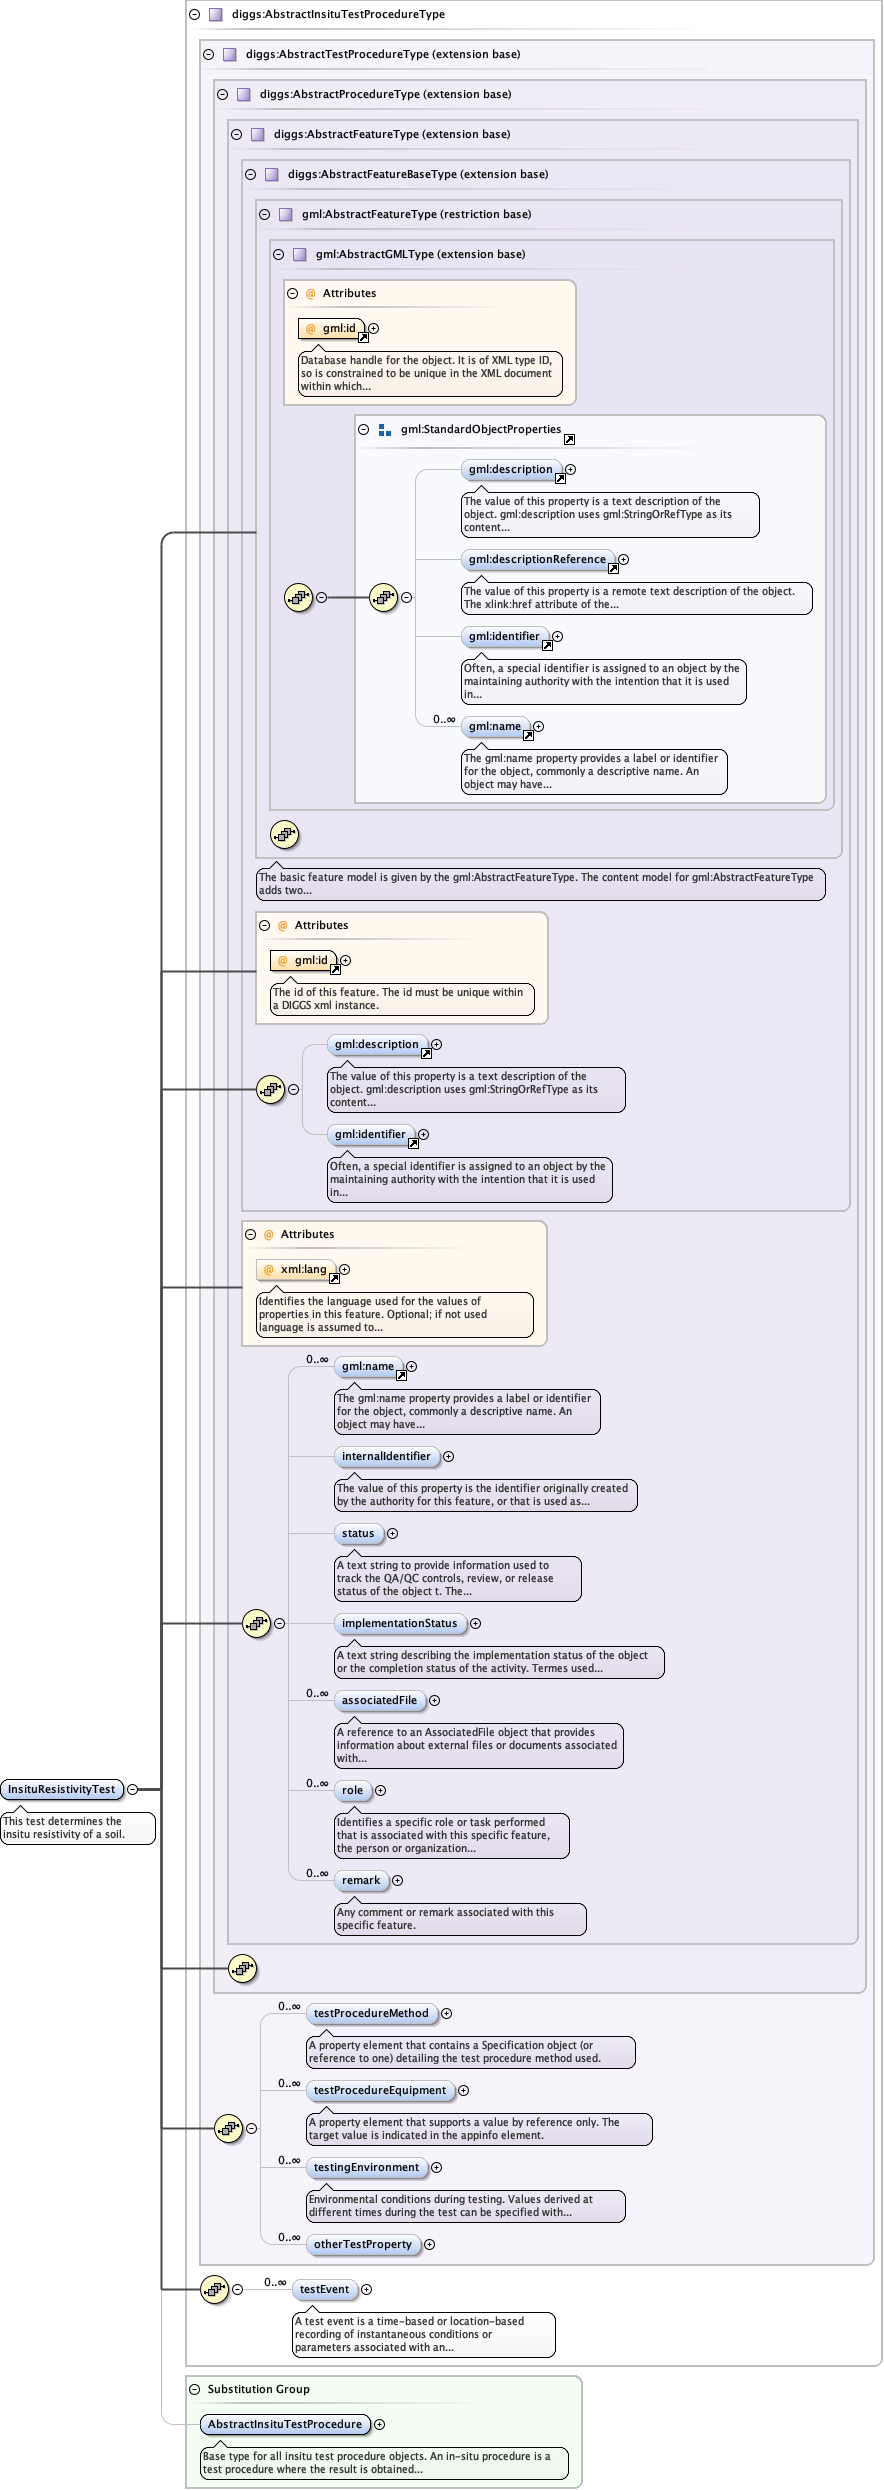 diggs:AbstractInsituTestProcedureType
diggs:AbstractTestProcedureType (extension base)
diggs:AbstractProcedureType (extension base)
diggs:AbstractFeatureType (extension base)
diggs:AbstractFeatureBaseType (extension base)
gml:AbstractFeatureType (restriction base)
gml:AbstractGMLType (extension base)
@ Attributes
@ gml:id
Database handle for the object. It is of XML type ID,
so is constrained to be unique in the XML document
within which...
gml:StandardObjectProperties
gml:description
The value of this property is a text description of the
object. gml:description uses gml:StringOrRefType as its
content...
gml:descriptionReference
The value of this property is a remote text description of the object.
The xlink:href attribute of the...
gml:identifier
Often, a special identifier is assigned to an object by the
maintaining authority with the intention that it is used
in...
0..∞
gml:name
The gml:name property provides a label or identifier
for the object, commonly a descriptive name. An
object may have...
The basic feature model is given by the gml:AbstractFeatureType. The content model for gml:AbstractFeatureType
adds two...
@ Attributes
@ gml:id
The id of this feature. The id must be unique within
a DIGGS xml instance.
gml:description
The value of this property is a text description of the
object. gml:description uses gml:StringOrRefType as its
content...
gml:identifier
Often, a special identifier is assigned to an object by the
maintaining authority with the intention that it is used
in...
@ Attributes
@ xml:lang
Identifies the language used for the values of
properties in this feature. Optional; if not used
language is assumed to...
0..∞
gml:name
The gml:name property provides a label or identifier
for the object, commonly a descriptive name. An
object may have...
internalIdentifier
The value of this property is the identifier originally created
by the authority for this feature, or that is used as...
status
A text string to provide information used to
track the QA/QC controls, review, or release
status of the object t. The...
implementationStatus
A text string describing the implementation status of the object
or the completion status of the activity. Termes used...
0..∞
associatedFile
A reference to an AssociatedFile object that provides
information about external files or documents associated
with...
0..∞
role
Identifies a specific role or task performed
that is associated with this specific feature,
the person or organization...
0..∞
remark
Any comment or remark associated with this
specific feature.
InsituResistivityTest
This test determines the
insitu resistivity of a soil.
0..∞
testProcedureMethod
A property element that contains a Specification object (or
reference to one) detailing the test procedure method used.
0..∞
testProcedureEquipment
A property element that supports a value by reference only. The
target value is indicated in the appinfo element.
0..∞
testingEnvironment
Environmental conditions during testing. Values derived at
different times during the test can be specified with...
0..∞
otherTestProperty
0..∞
testEvent
A test event is a time-based or location-based
recording of instantaneous conditions or
parameters associated with an...
Substitution Group
AbstractInsituTestProcedure
Base type for all insitu test procedure objects. An in-situ procedure is a
test procedure where the result is obtained...